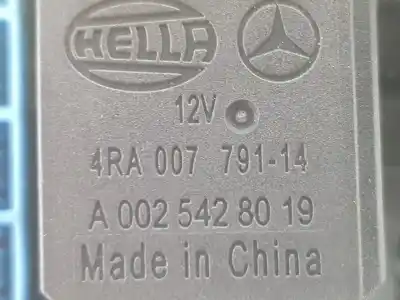 HELLA
12V
4RA 007 791-14
A 002 542 80 19
Made in China